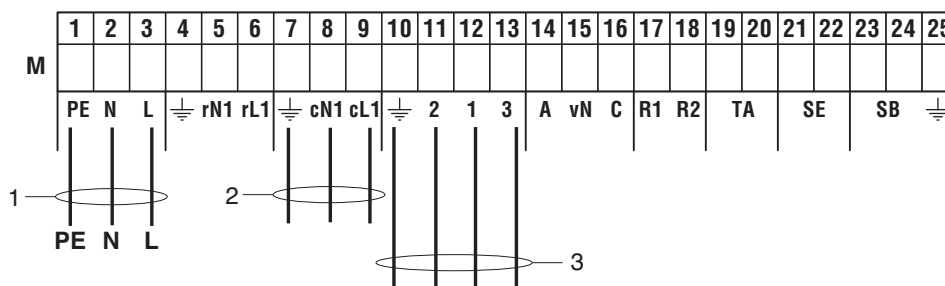 1 2 3 4 5 6 7 8 9 10 11 12 13 14 15 16 17 18 19 20 21 22 23 24 25
M
PE N L ⏚ rN1 rL1 ⏚ cN1 cL1 ⏚ 2 1 3 A vN C R1 R2 TA SE SB ⏚
1 2
PE N L
3